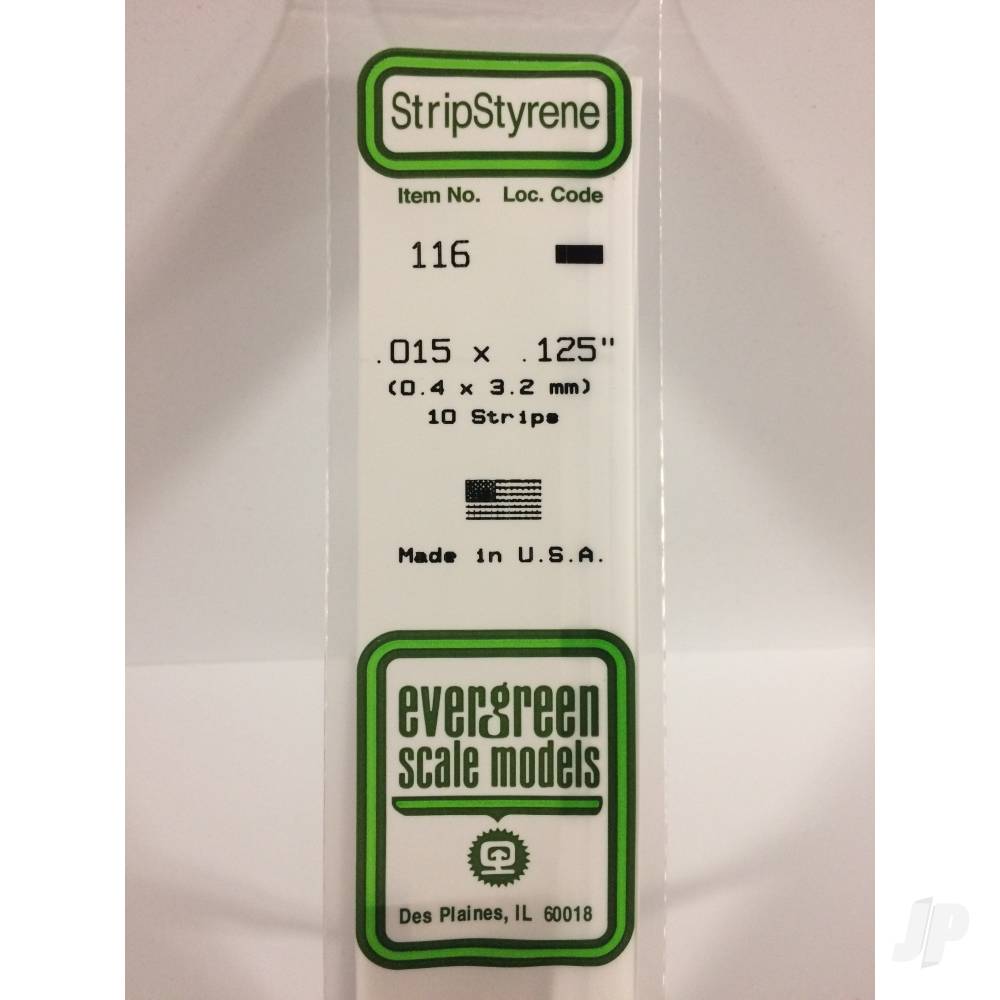 StripStyrene
Item No. Loc. Code
116
.015 x .125"
(0.4 x 3.2 mm)
10 Strips
Made in U.S.A.
evergreen
scale models
Des Plaines, IL 60018
JP